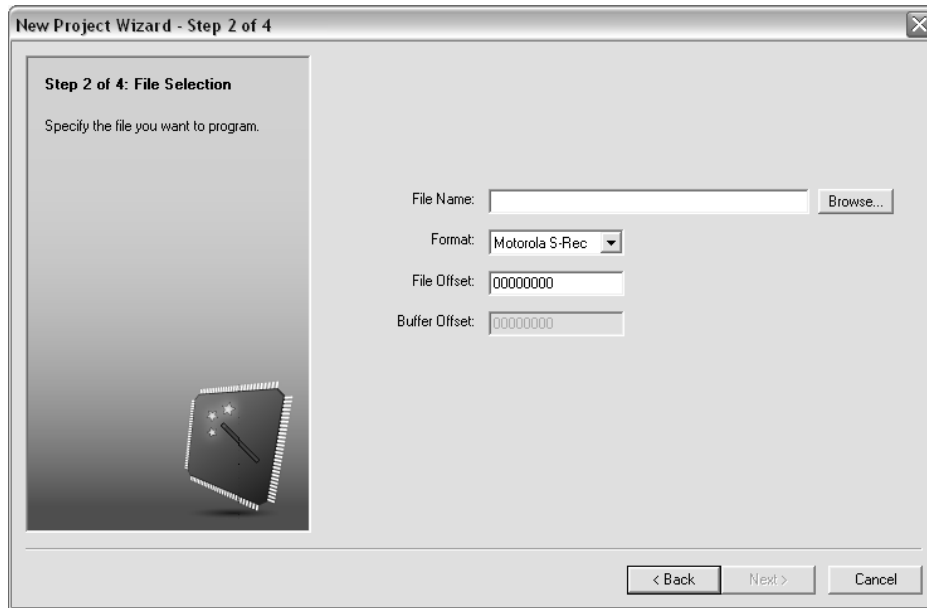 New Project Wizard - Step 2 of 4
Step 2 of 4: File Selection
Specify the file you want to program.
File Name:
Browse...
Format:
Motorola S-Rec
File Offset:
00000000
Buffer Offset:
00000000
< Back
Next >
Cancel